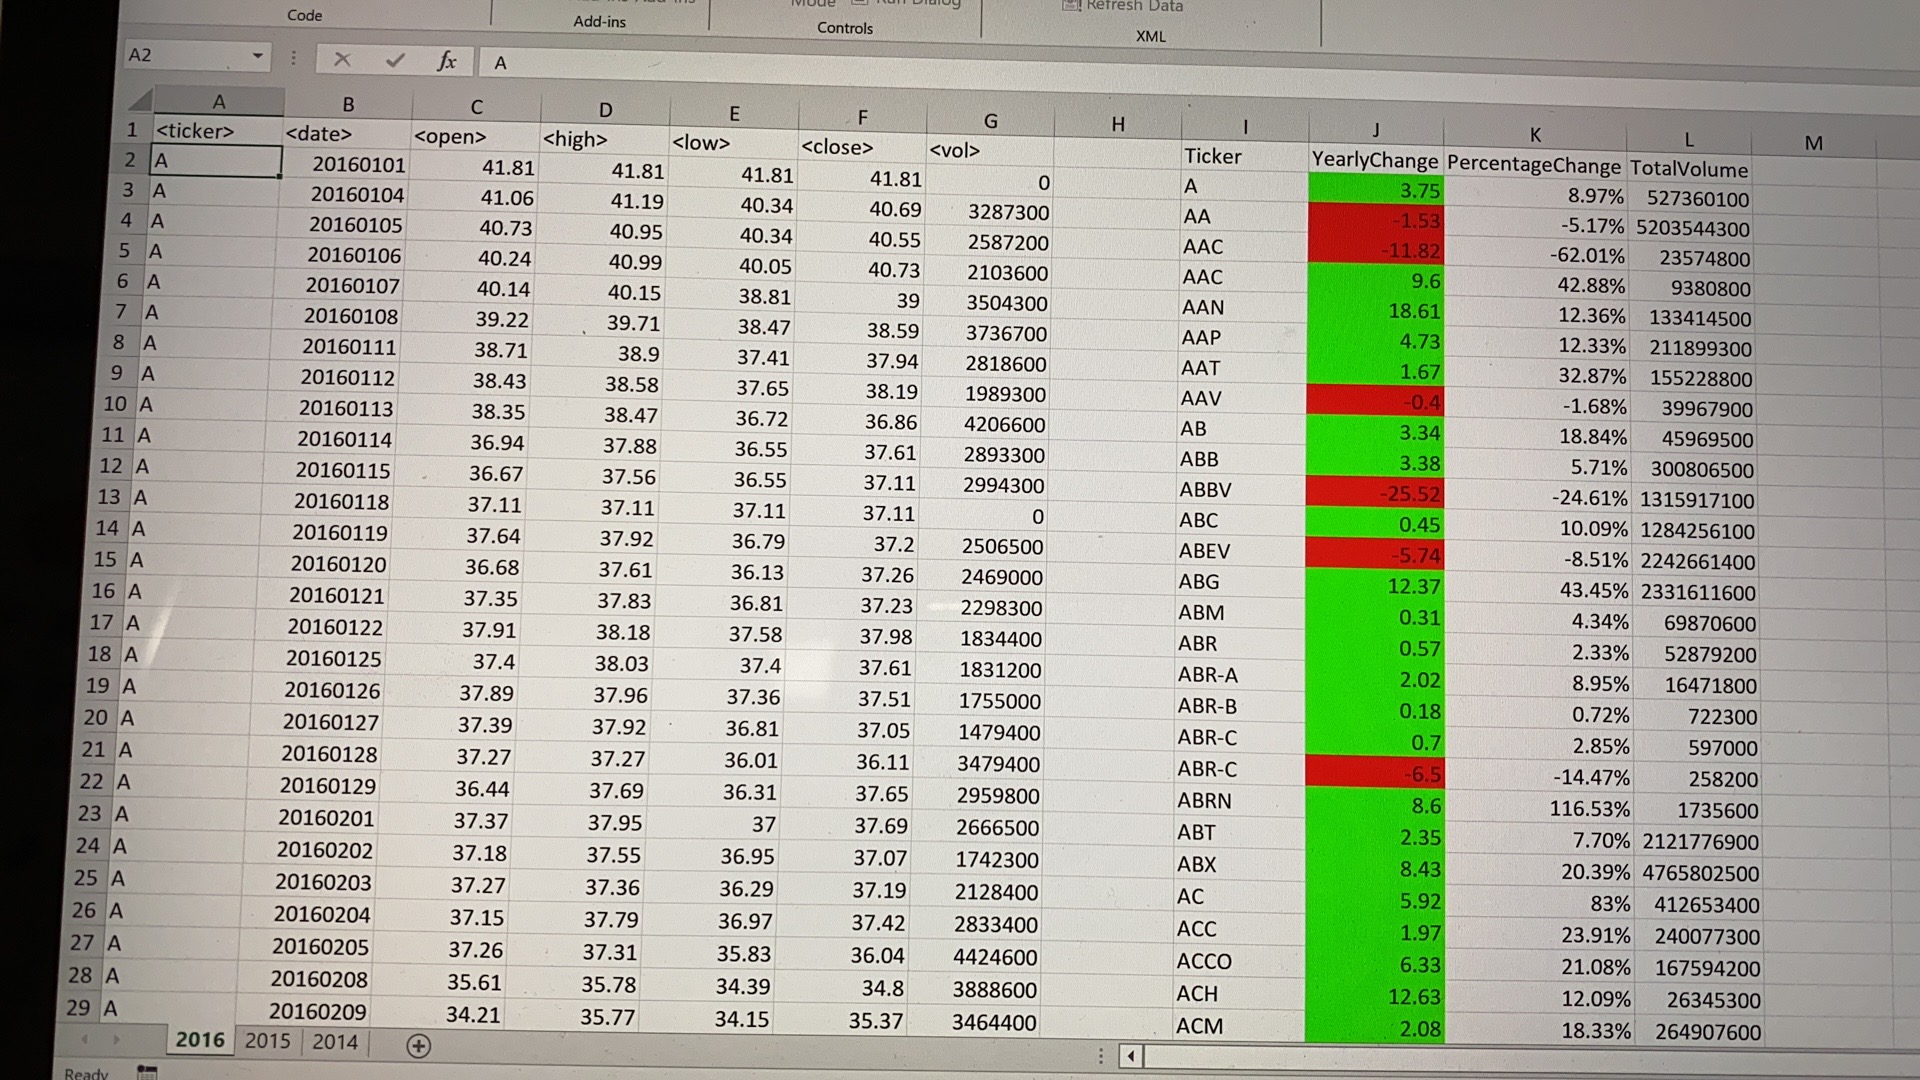 Refresh Data
Code Add-ins Controls XML
A2 fx A
A B C D E F G H I J K L M
1 <ticker> <date> <open> <high> <low> <close> <vol> Ticker YearlyChange PercentageChange TotalVolume
2 A 20160101 41.81 41.81 41.81 41.81 0 A 3.75 8.97% 527360100
3 A 20160104 41.06 41.19 40.34 40.69 3287300 AA -1.53 -5.17% 5203544300
4 A 20160105 40.73 40.95 40.34 40.55 2587200 AAC -11.82 -62.01% 23574800
5 A 20160106 40.24 40.99 40.05 40.73 2103600 AAC 9.6 42.88% 9380800
6 A 20160107 40.14 40.15 38.81 39 3504300 AAN 18.61 12.36% 133414500
7 A 20160108 39.22 39.71 38.47 38.59 3736700 AAP 4.73 12.33% 211899300
8 A 20160111 38.71 38.9 37.41 37.94 2818600 AAT 1.67 32.87% 155228800
9 A 20160112 38.43 38.58 37.65 38.19 1989300 AAV -0.4 -1.68% 39967900
10 A 20160113 38.35 38.47 36.72 36.86 4206600 AB 3.34 18.84% 45969500
11 A 20160114 36.94 37.88 36.55 37.61 2893300 ABB 3.38 5.71% 300806500
12 A 20160115 36.67 37.56 36.55 37.11 2994300 ABBV -25.52 -24.61% 1315917100
13 A 20160118 37.11 37.11 37.11 37.11 0 ABC 0.45 10.09% 1284256100
14 A 20160119 37.64 37.92 36.79 37.2 2506500 ABEV -5.74 -8.51% 2242661400
15 A 20160120 36.68 37.61 36.13 37.26 2469000 ABG 12.37 43.45% 2331611600
16 A 20160121 37.35 37.83 36.81 37.23 2298300 ABM 0.31 4.34% 69870600
17 A 20160122 37.91 38.18 37.58 37.98 1834400 ABR 0.57 2.33% 52879200
18 A 20160125 37.4 38.03 37.4 37.61 1831200 ABR-A 2.02 8.95% 16471800
19 A 20160126 37.89 37.96 37.36 37.51 1755000 ABR-B 0.18 0.72% 722300
20 A 20160127 37.39 37.92 36.81 37.05 1479400 ABR-C 0.7 2.85% 597000
21 A 20160128 37.27 37.27 36.01 36.11 3479400 ABR-C -6.5 -14.47% 258200
22 A 20160129 36.44 37.69 36.31 37.65 2959800 ABRN 8.6 116.53% 1735600
23 A 20160201 37.37 37.95 37 37.69 2666500 ABT 2.35 7.70% 2121776900
24 A 20160202 37.18 37.55 36.95 37.07 1742300 ABX 8.43 20.39% 4765802500
25 A 20160203 37.27 37.36 36.29 37.19 2128400 AC 5.92 83% 412653400
26 A 20160204 37.15 37.79 36.97 37.42 2833400 ACC 1.97 23.91% 240077300
27 A 20160205 37.26 37.31 35.83 36.04 4424600 ACCO 6.33 21.08% 167594200
28 A 20160208 35.61 35.78 34.39 34.8 3888600 ACH 12.63 12.09% 26345300
29 A 20160209 34.21 35.77 34.15 35.37 3464400 ACM 2.08 18.33% 264907600
2016 2015 2014
Ready